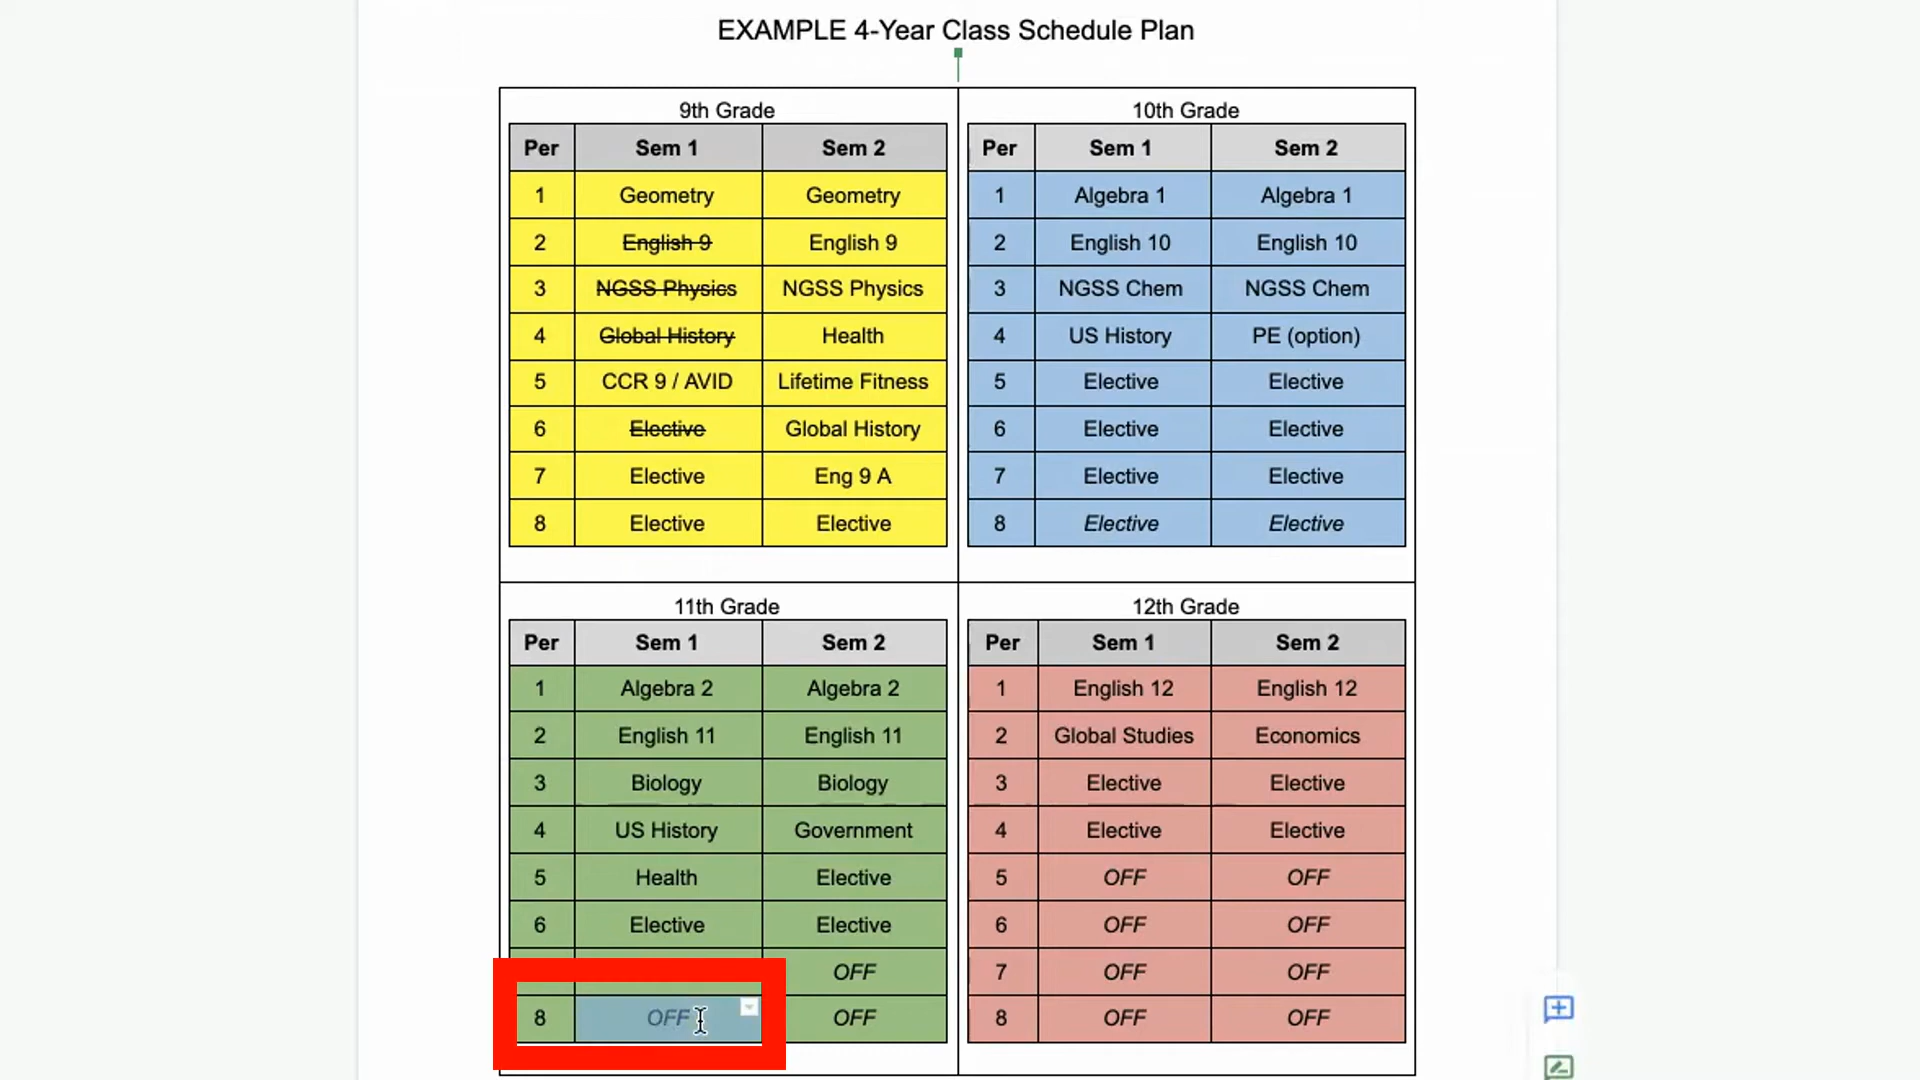 EXAMPLE 4-Year Class Schedule Plan
9th Grade
Per Sem 1 Sem 2
1 Geometry Geometry
2 English 9 English 9
3 NGSS Physics NGSS Physics
4 Global History Health
5 CCR 9 / AVID Lifetime Fitness
6 Elective Global History
7 Elective Eng 9 A
8 Elective Elective
10th Grade
Per Sem 1 Sem 2
1 Algebra 1 Algebra 1
2 English 10 English 10
3 NGSS Chem NGSS Chem
4 US History PE (option)
5 Elective Elective
6 Elective Elective
7 Elective Elective
8 Elective Elective
11th Grade
Per Sem 1 Sem 2
1 Algebra 2 Algebra 2
2 English 11 English 11
3 Biology Biology
4 US History Government
5 Health Elective
6 Elective Elective
OFF
8 OFF OFF
12th Grade
Per Sem 1 Sem 2
1 English 12 English 12
2 Global Studies Economics
3 Elective Elective
4 Elective Elective
5 OFF OFF
6 OFF OFF
7 OFF OFF
8 OFF OFF